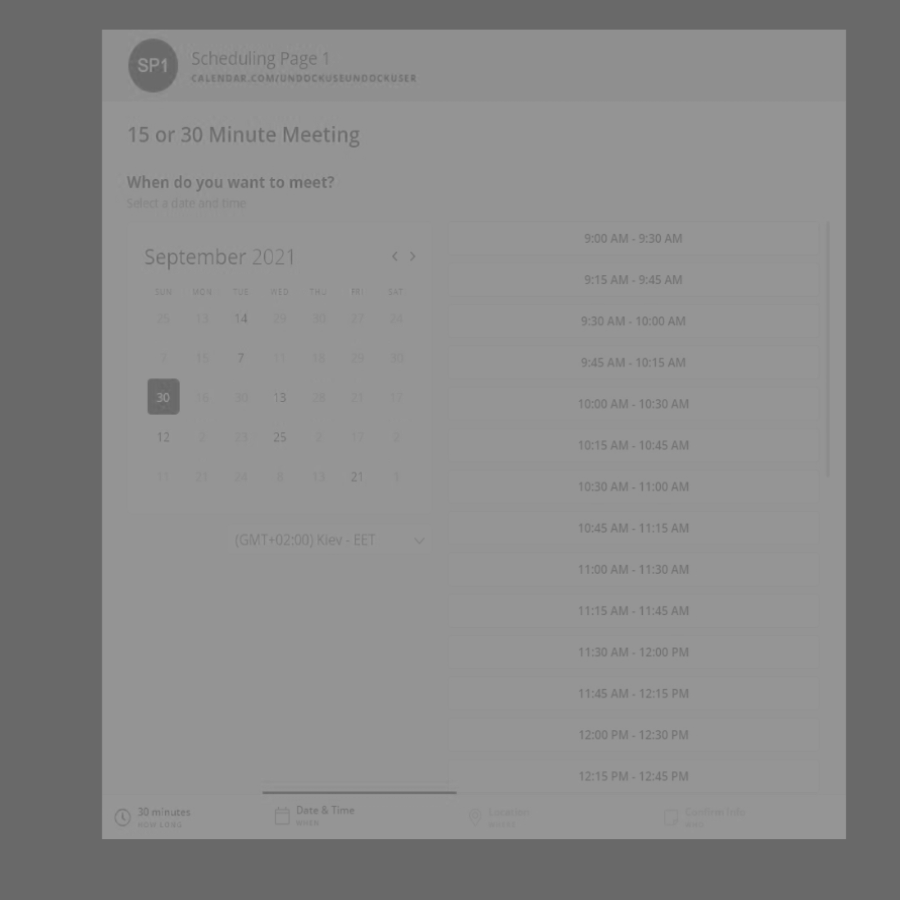 SP1
Scheduling Page 1
CALENDAR.COM/UNDOCKUSEUNDOCKUSER
15 or 30 Minute Meeting
When do you want to meet?
Select a date and time
September 2021
SUN MON TUE WED THU FRI SAT
25 13 14 29 30 27 24
15 7 11 18 29 30
30 30 13 28 21
12 2 23 25 2 17 2
11 21 24 8 13 21
(GMT+02:00) Kiev - EET
9:00 AM - 9:30 AM
9:15 AM - 9:45 AM
9:30 AM - 10:00 AM
9:45 AM - 10:15 AM
10:00 AM - 10:30 AM
10:15 AM - 10:45 AM
10:30 AM - 11:00 AM
10:45 AM - 11:15 AM
11:00 AM - 11:30 AM
11:15 AM - 11:45 AM
11:30 AM - 12:00 PM
11:45 AM - 12:15 PM
12:00 PM - 12:30 PM
12:15 PM - 12:45 PM
30 minutes
HOW LONG
Date & Time
WHEN
Location
WHERE
Confirm Info